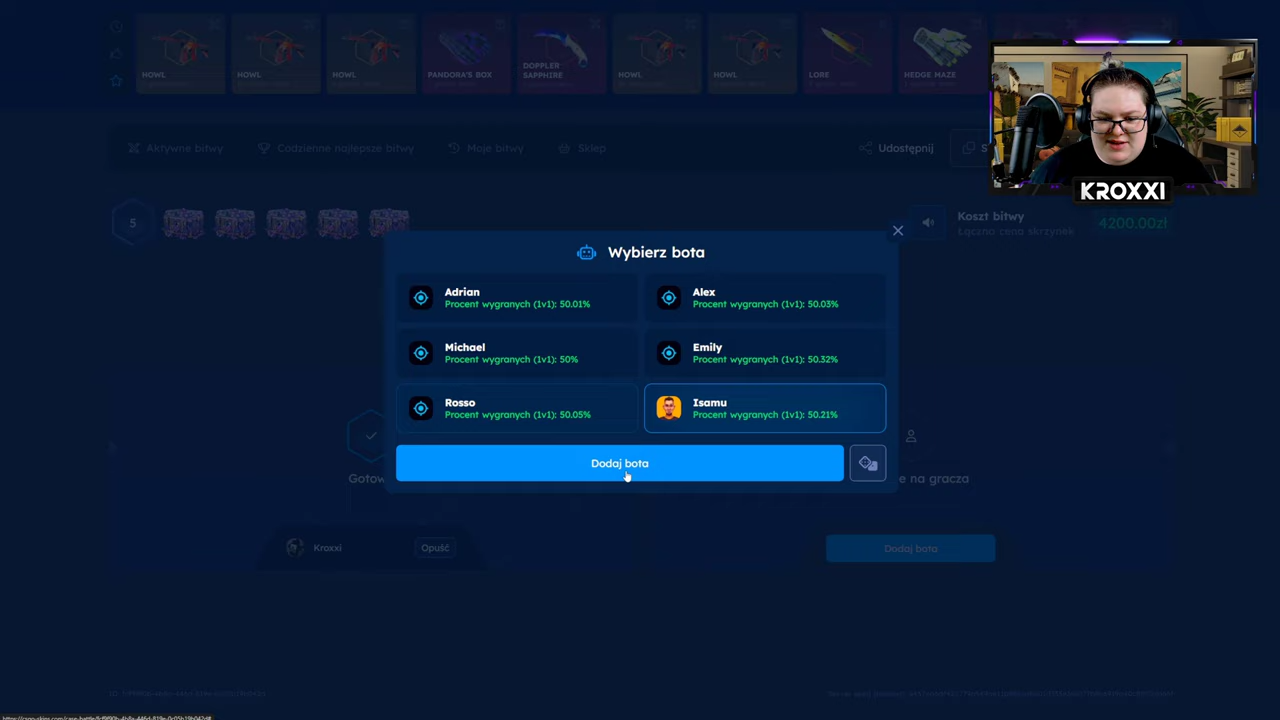 HOWL
HOWL
HOWL
PANDORA'S BOX
DOPPLER
SAPPHIRE
HOWL
HOWL
LORE
HEDGE MAZE
Aktywne bitwy
Codzienne najlepsze bitwy
Moje bitwy
Sklep
Udostępnij
KROXXI
5
Koszt bitwy
Łączna cena skrzynek
4200.00zł
Wybierz bota
Adrian
Procent wygranych (1v1): 50.01%
Alex
Procent wygranych (1v1): 50.03%
Michael
Procent wygranych (1v1): 50%
Emily
Procent wygranych (1v1): 50.32%
Rosso
Procent wygranych (1v1): 50.05%
Isamu
Procent wygranych (1v1): 50.21%
Dodaj bota
na gracza
Kroxxi
Opuść
Dodaj bota